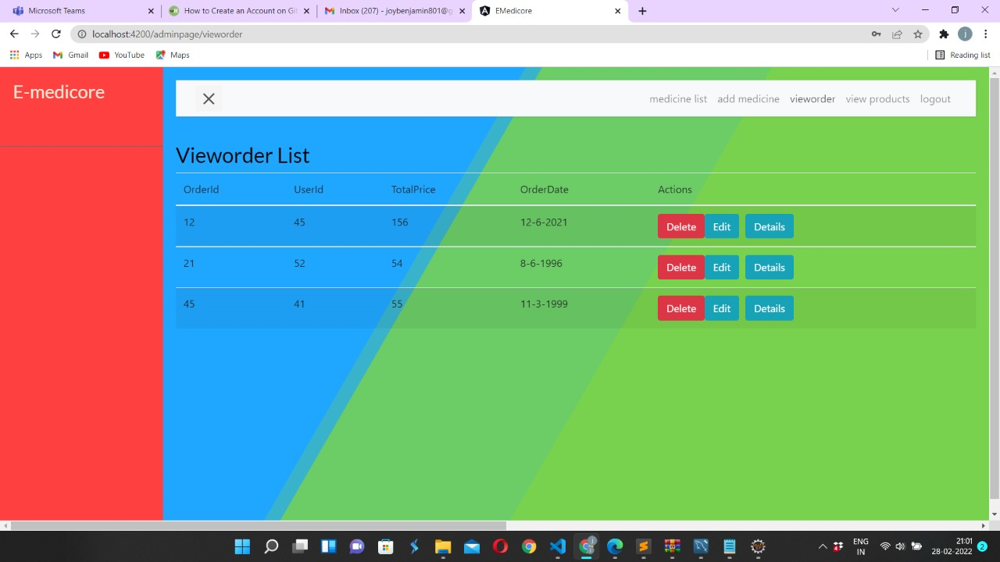 Microsoft Teams
How to Create an Account on Git
Inbox (207) - joybenjamin801@g
EMedicore
localhost:4200/adminpage/vieworder
j
Apps Gmail YouTube Maps Reading list
E-medicore
medicine list add medicine vieworder view products logout
Vieworder List
OrderId UserId TotalPrice OrderDate Actions
12 45 156 12-6-2021 Delete Edit Details
21 52 54 8-6-1996 Delete Edit Details
45 41 55 11-3-1999 Delete Edit Details
ENG 21:01
IN 28-02-2022 2